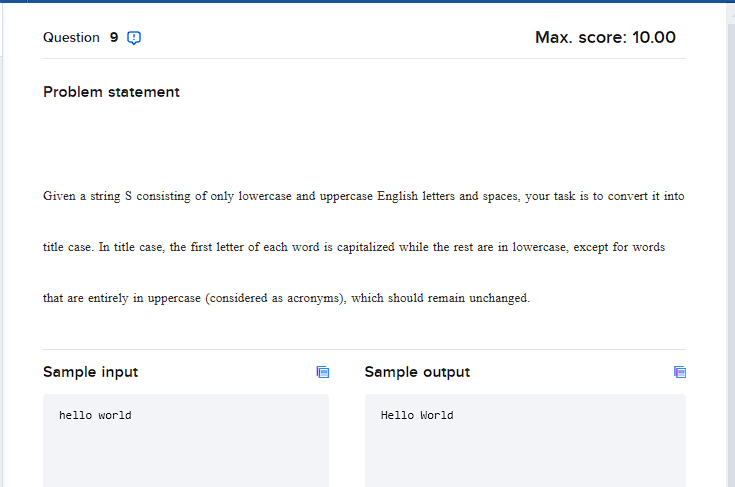 Question 9
Max. score: 10.00
Problem statement
Given a string S consisting of only lowercase and uppercase English letters and spaces, your task is to convert it into
title case. In title case, the first letter of each word is capitalized while the rest are in lowercase, except for words
that are entirely in uppercase (considered as acronyms), which should remain unchanged.
Sample input
Sample output
hello world
Hello World